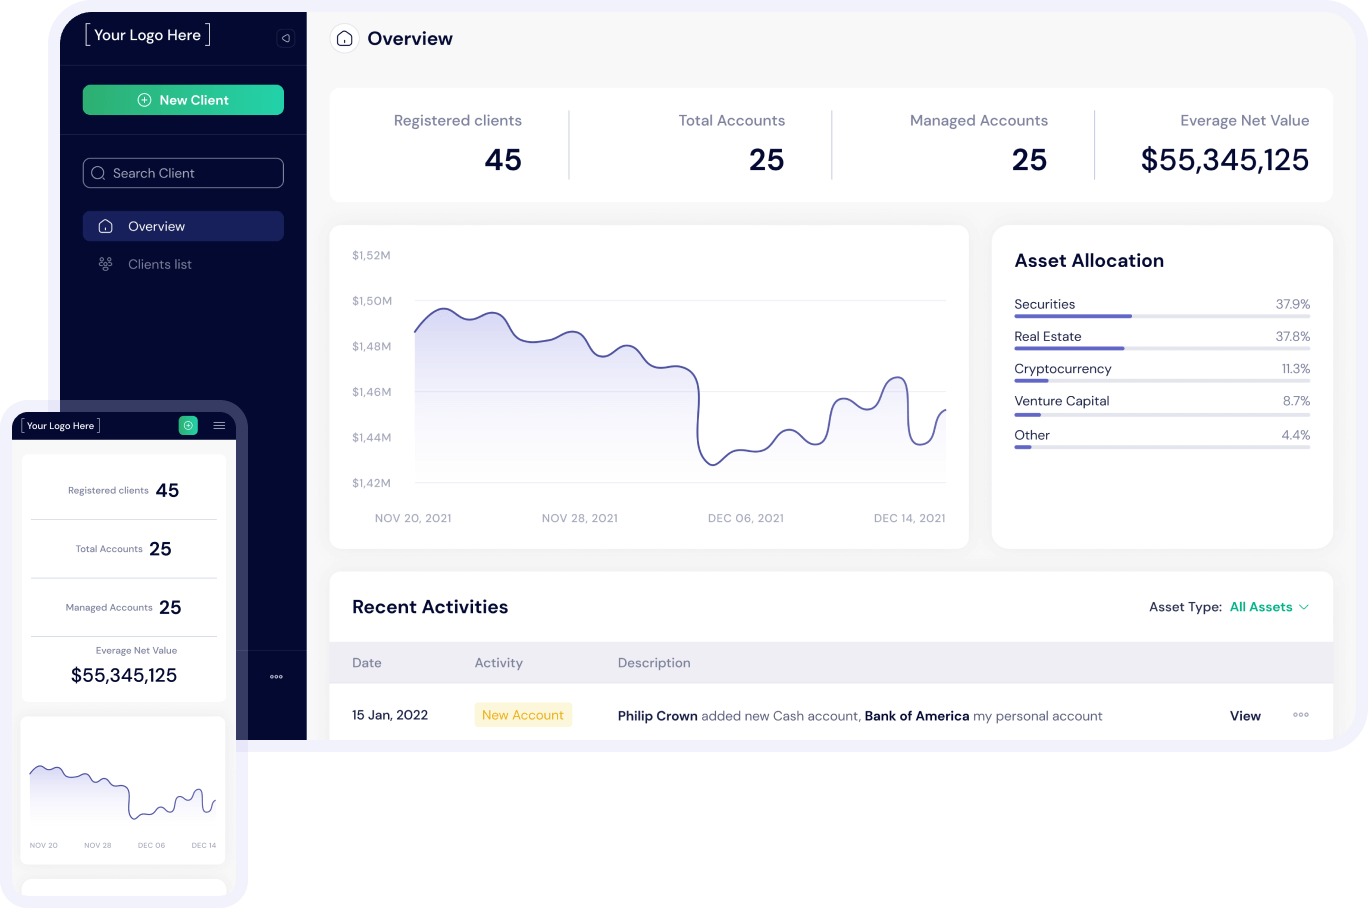 [Your Logo Here]
New Client
Search Client
Overview
Clients list
Overview
Registered clients Total Accounts Managed Accounts Everage Net Value
45 25 25 $55,345,125
$1,52M
$1,50M
$1,48M
$1,46M
$1,44M
$1,42M
NOV 20, 2021 NOV 28, 2021 DEC 06, 2021 DEC 14, 2021
Asset Allocation
Securities 37.9%
Real Estate 37.8%
Cryptocurrency 11.3%
Venture Capital 8.7%
Other 4.4%
Recent Activities Asset Type: All Assets
Date Activity Description
15 Jan, 2022 New Account Philip Crown added new Cash account, Bank of America my personal account View
[Your Logo Here]
Registered clients 45
Total Accounts 25
Managed Accounts 25
Everage Net Value
$55,345,125
NOV 20 NOV 28 DEC 06 DEC 14